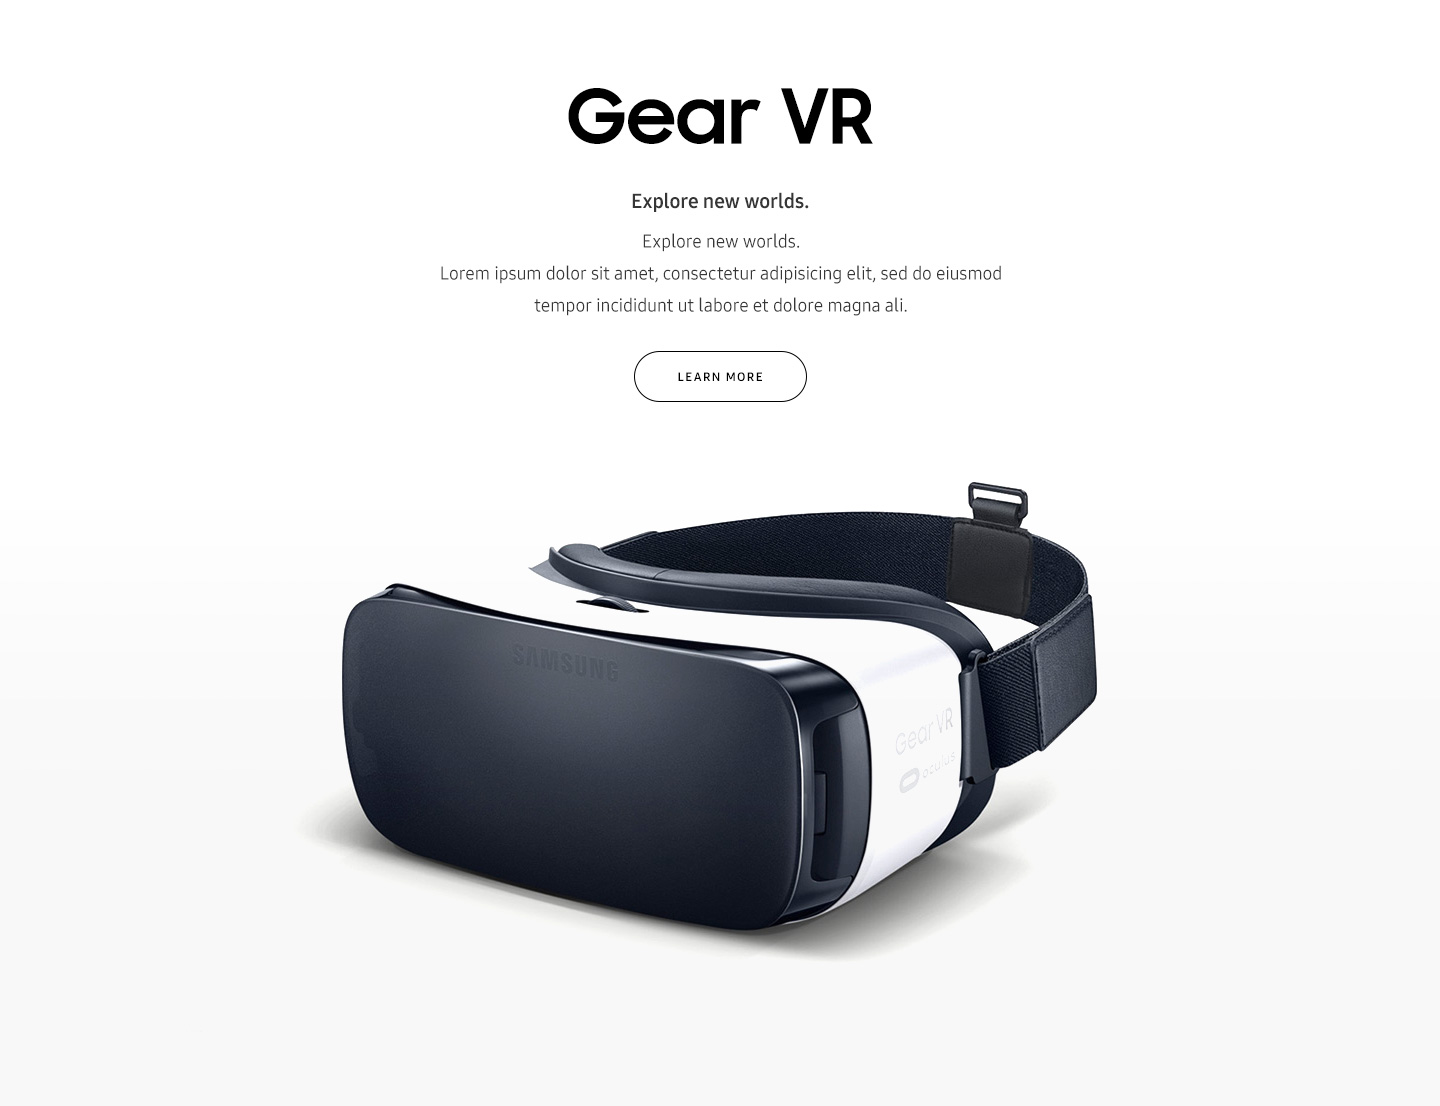 Gear VR
Explore new worlds.
Explore new worlds.
Lorem ipsum dolor sit amet, consectetur adipisicing elit, sed do eiusmod
tempor incididunt ut labore et dolore magna ali.
LEARN MORE
SAMSUNG
Gear VR
oculus